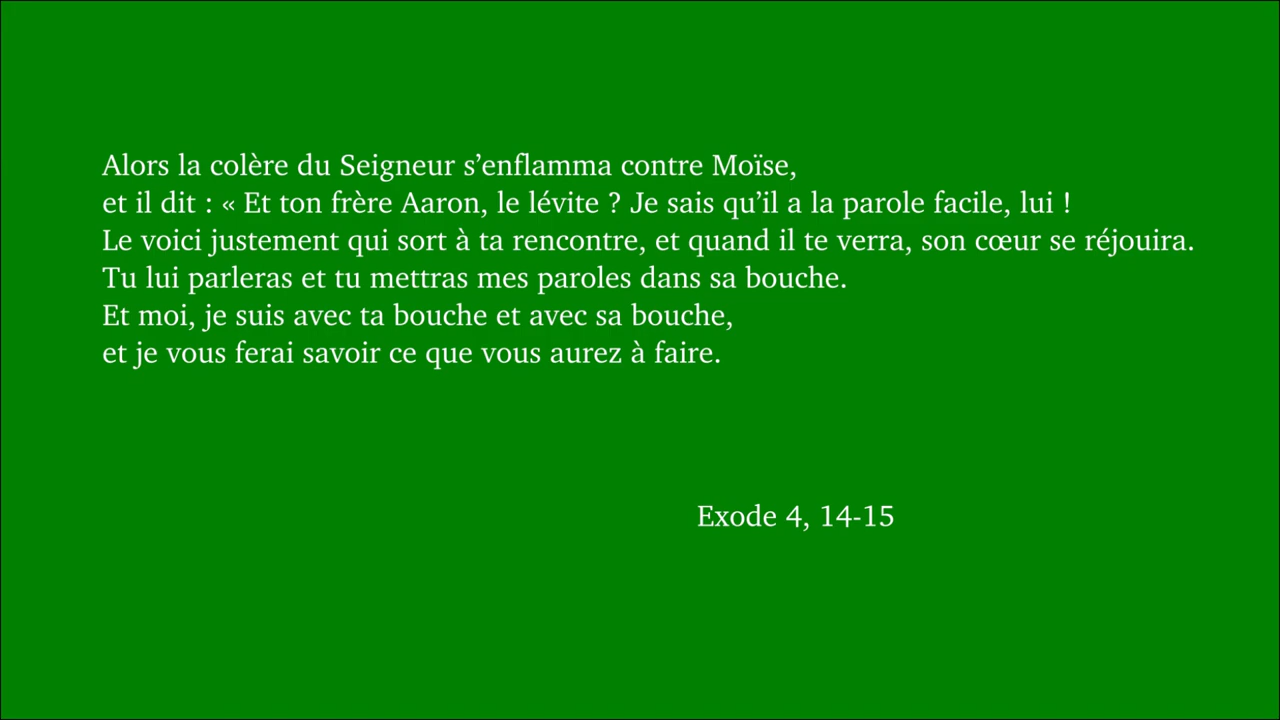 Alors la colère du Seigneur s’enflamma contre Moïse,
et il dit : « Et ton frère Aaron, le lévite ? Je sais qu’il a la parole facile, lui !
Le voici justement qui sort à ta rencontre, et quand il te verra, son cœur se réjouira.
Tu lui parleras et tu mettras mes paroles dans sa bouche.
Et moi, je suis avec ta bouche et avec sa bouche,
et je vous ferai savoir ce que vous aurez à faire.
Exode 4, 14-15